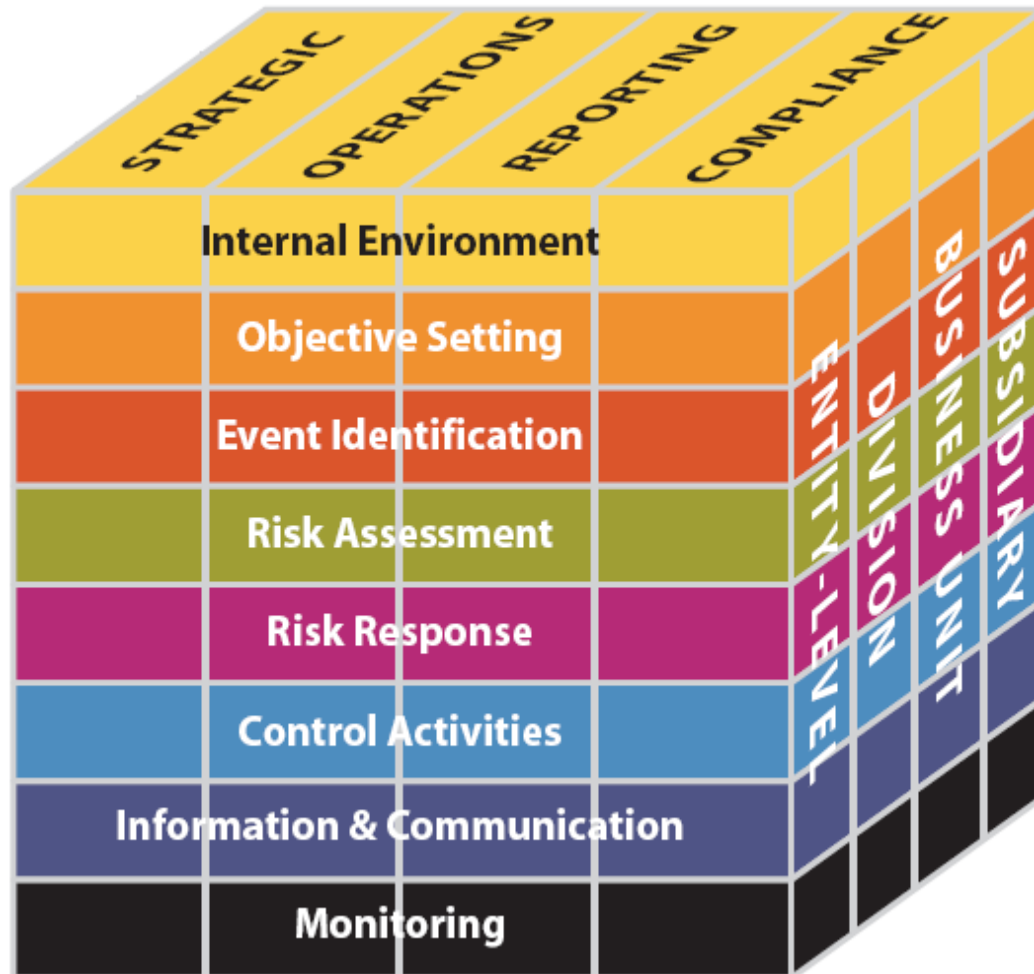 STRATEGIC
OPERATIONS
REPORTING
COMPLIANCE
Internal Environment
Objective Setting
Event Identification
Risk Assessment
Risk Response
Control Activities
Information & Communication
Monitoring
ENTITY-LEVEL
DIVISION
BUSINESS UNIT
SUBSIDIARY